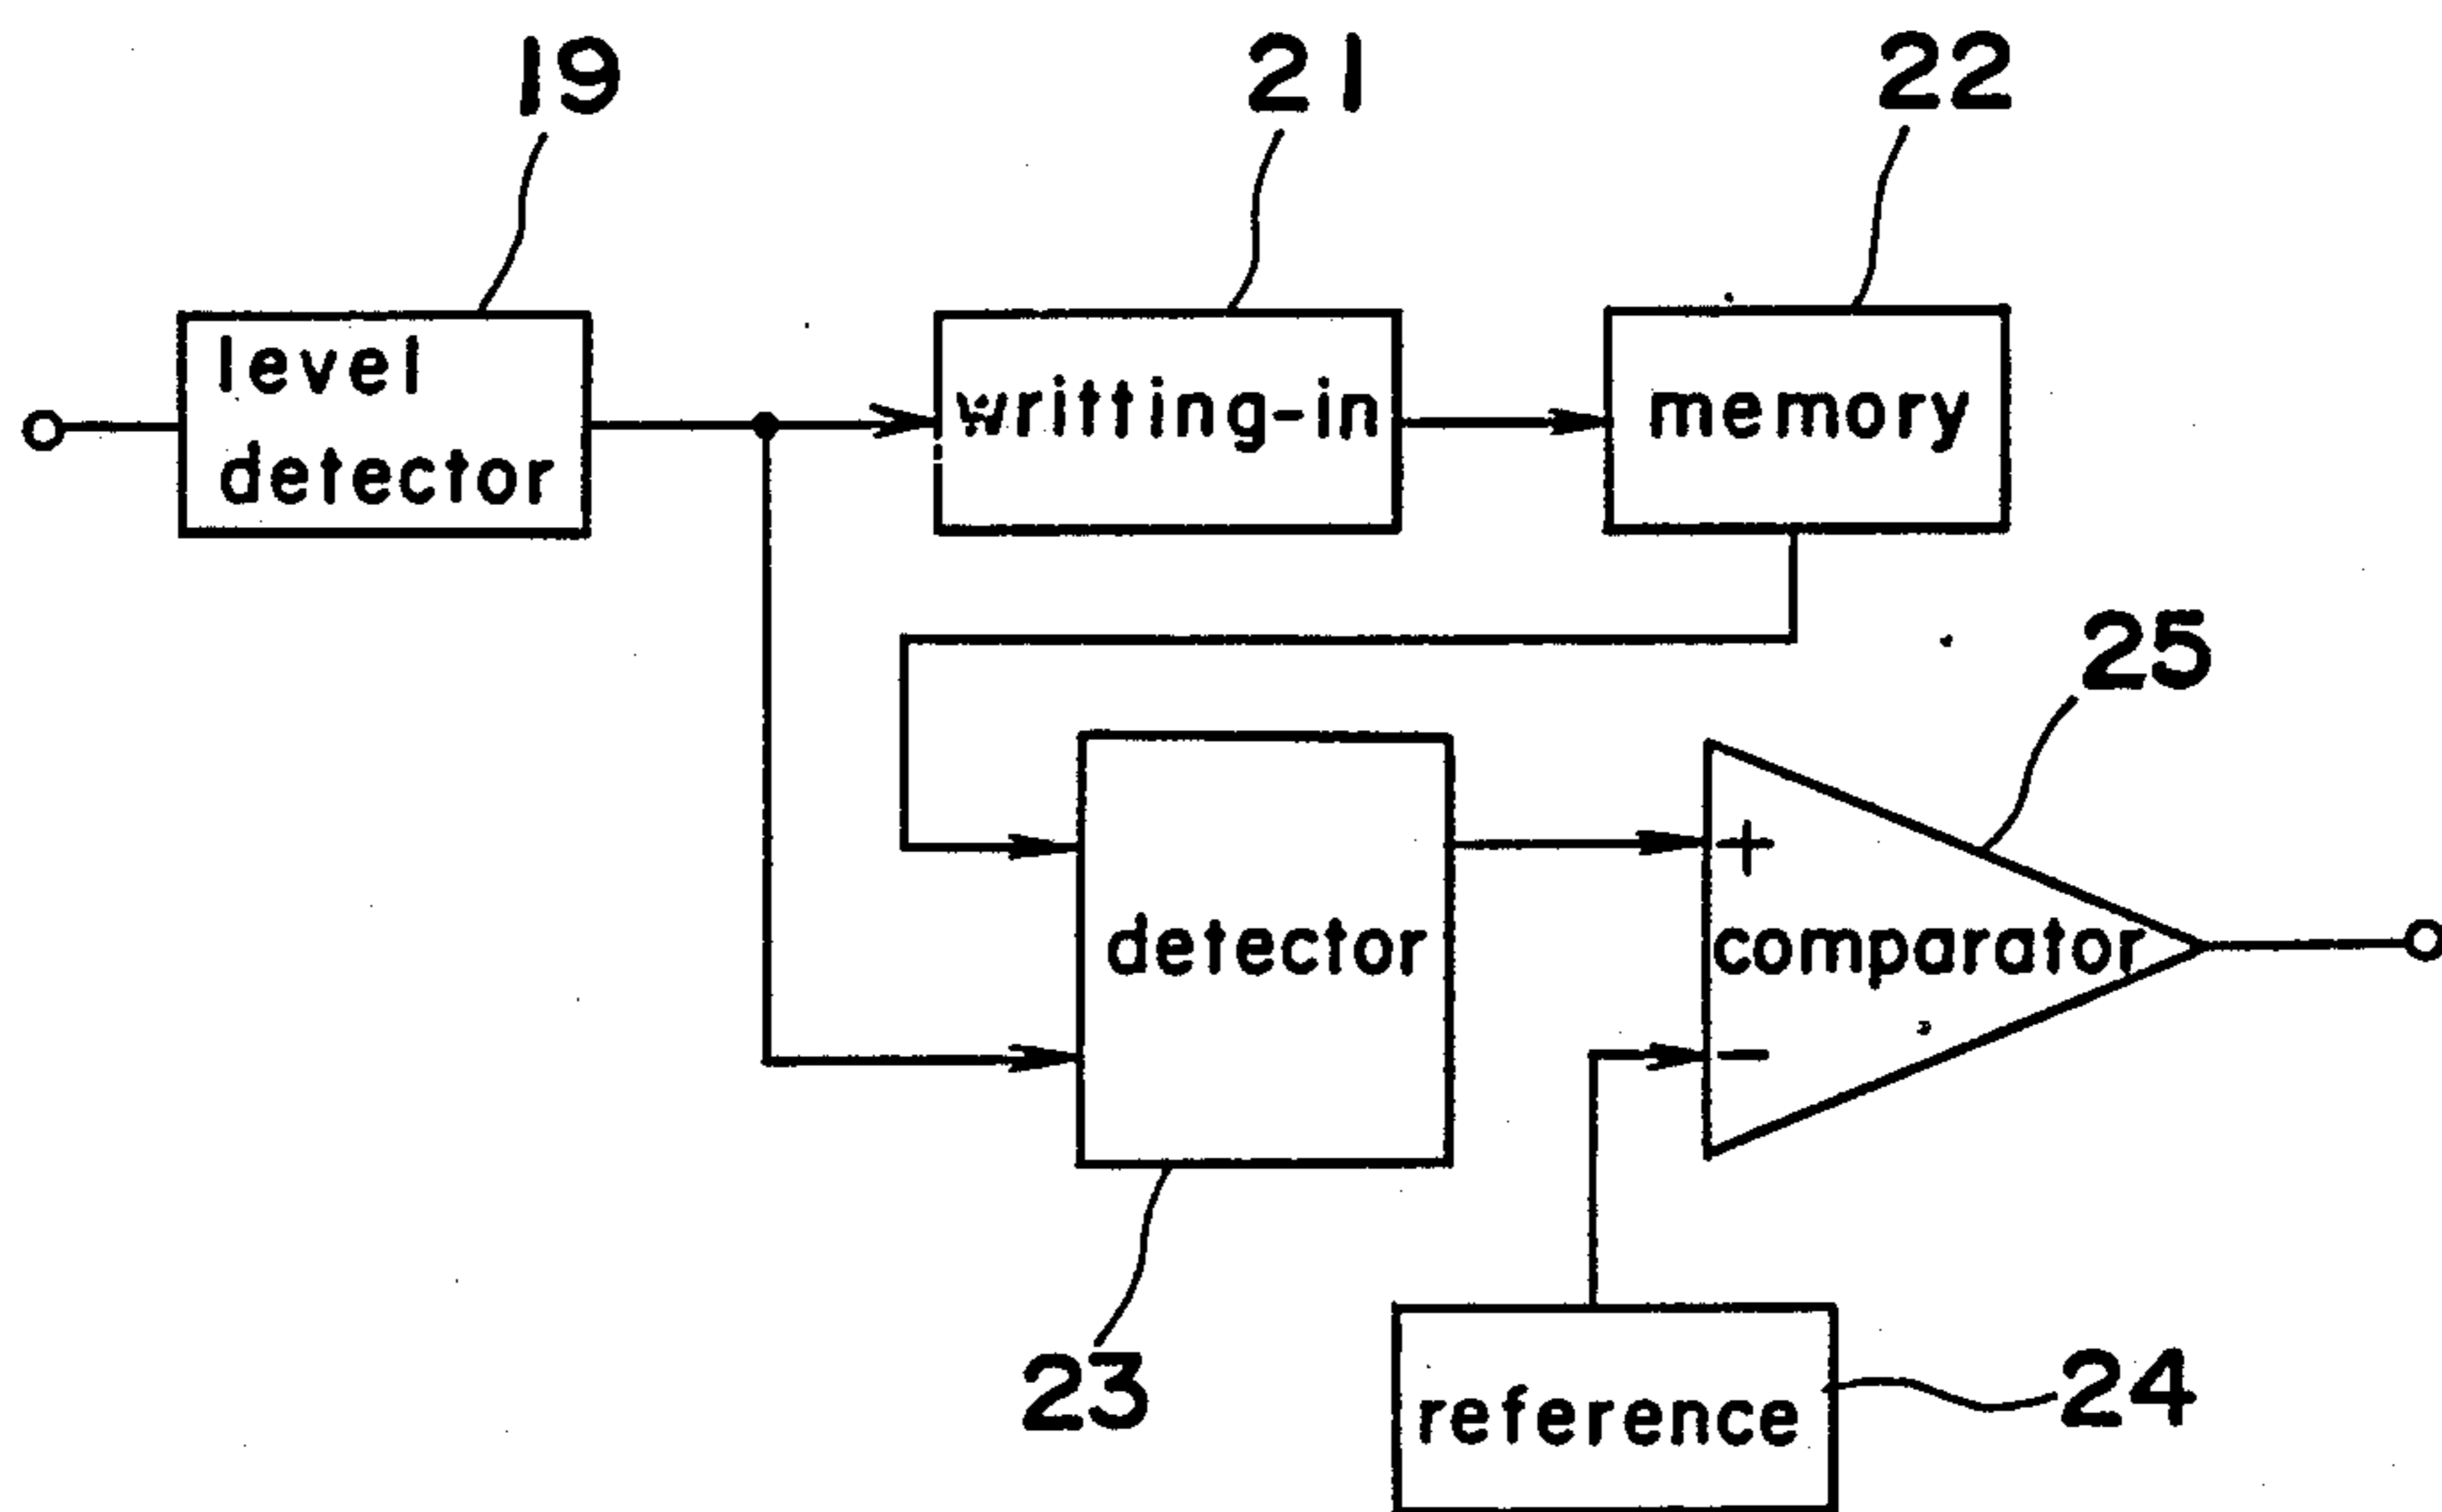 19
21
22
level
detector
writting-in
memory
25
+
detector
comparator
−
23
reference
24